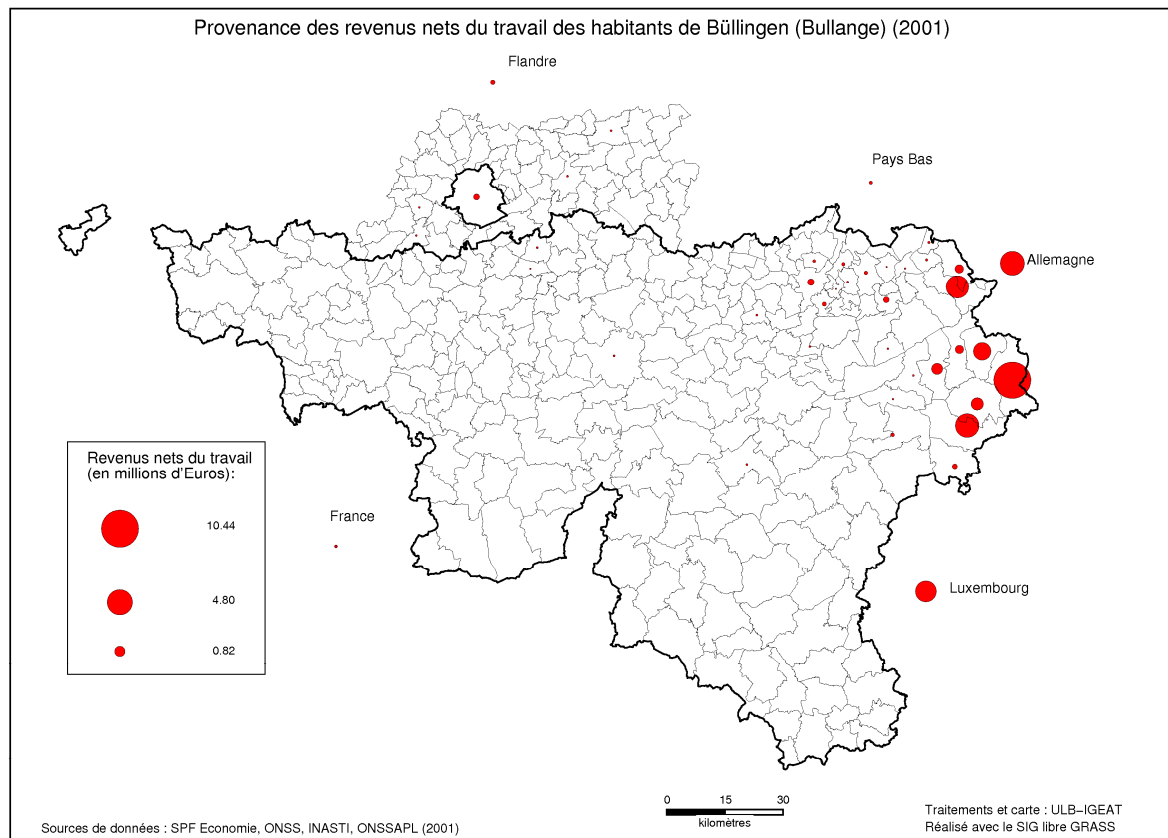 Provenance des revenus nets du travail des habitants de Büllingen (Bullange) (2001)
Flandre
Pays Bas
Allemagne
Revenus nets du travail
(en millions d'Euros):
10.44
4.80
0.82
France
Luxembourg
0 15 30
kilomètres
Sources de données : SPF Economie, ONSS, INASTI, ONSSAPL (2001)
Traitements et carte : ULB–IGEAT
Réalisé avec le SIG libre GRASS